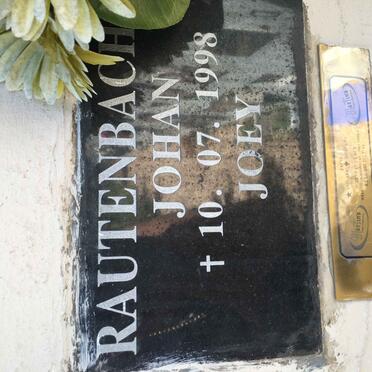 RAUTENBACH
JOHAN
✝ 10. 07. 1998
JOEY